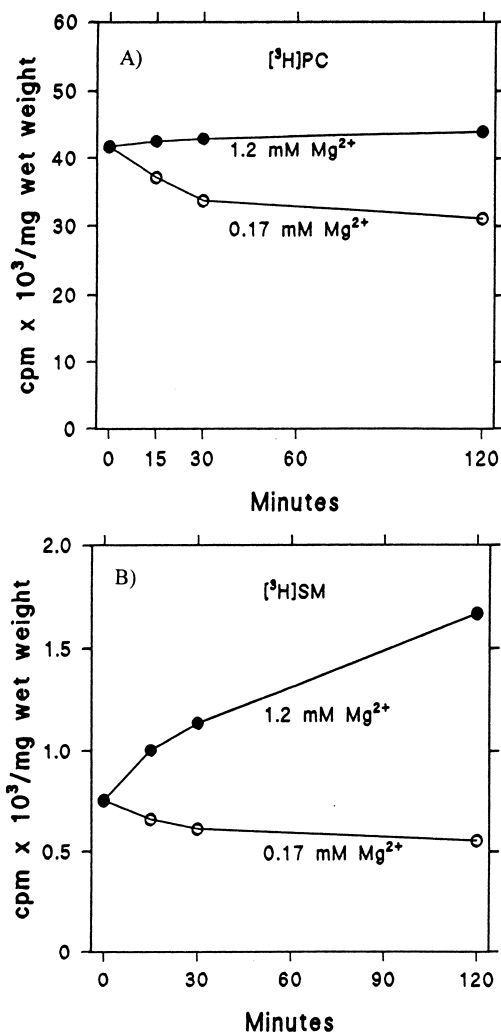 A)
[³H]PC
60
50
40
30
20
10
0
1.2 mM Mg²⁺
0.17 mM Mg²⁺
cpm x 10³/mg wet weight
0 15 30 60 120
Minutes
B)
[³H]SM
2.0
1.5
1.0
0.5
0
1.2 mM Mg²⁺
0.17 mM Mg²⁺
cpm x 10³/mg wet weight
0 30 60 90 120
Minutes